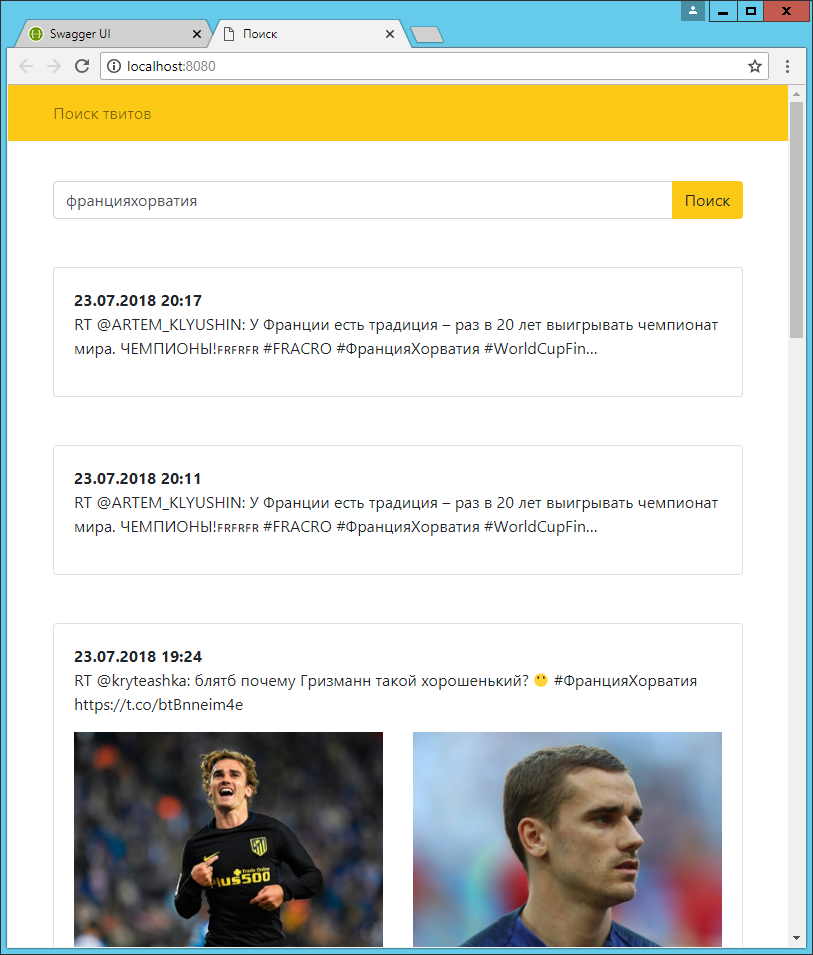 Swagger UI
Поиск
localhost:8080
Поиск твитов
францияхорватия
Поиск
23.07.2018 20:17
RT @ARTEM_KLYUSHIN: У Франции есть традиция – раз в 20 лет выигрывать чемпионат
мира. ЧЕМПИОНЫ!🇫🇷🇫🇷🇫🇷 #FRACRO #ФранцияХорватия #WorldCupFin…
23.07.2018 20:11
RT @ARTEM_KLYUSHIN: У Франции есть традиция – раз в 20 лет выигрывать чемпионат
мира. ЧЕМПИОНЫ!🇫🇷🇫🇷🇫🇷 #FRACRO #ФранцияХорватия #WorldCupFin…
23.07.2018 19:24
RT @kryteashka: блятб почему Гризманн такой хорошенький? 😶 #ФранцияХорватия
https://t.co/btBnneim4e
Trade Online
Plus500